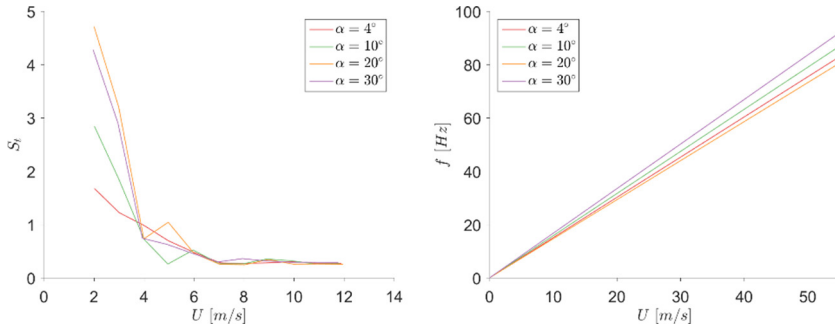 5
4
3
2
1
0
S_t
0 2 4 6 8 10 12 14
U [m/s]
α = 4°
α = 10°
α = 20°
α = 30°
100
80
60
40
20
0
f [Hz]
0 10 20 30 40 50
U [m/s]
α = 4°
α = 10°
α = 20°
α = 30°